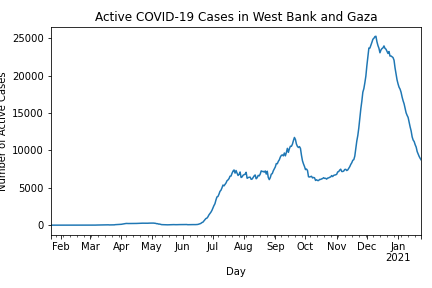 Active COVID-19 Cases in West Bank and Gaza
Number of Active Cases
25000
20000
15000
10000
5000
0
Feb Mar Apr May Jun Jul Aug Sep Oct Nov Dec Jan
2021
Day